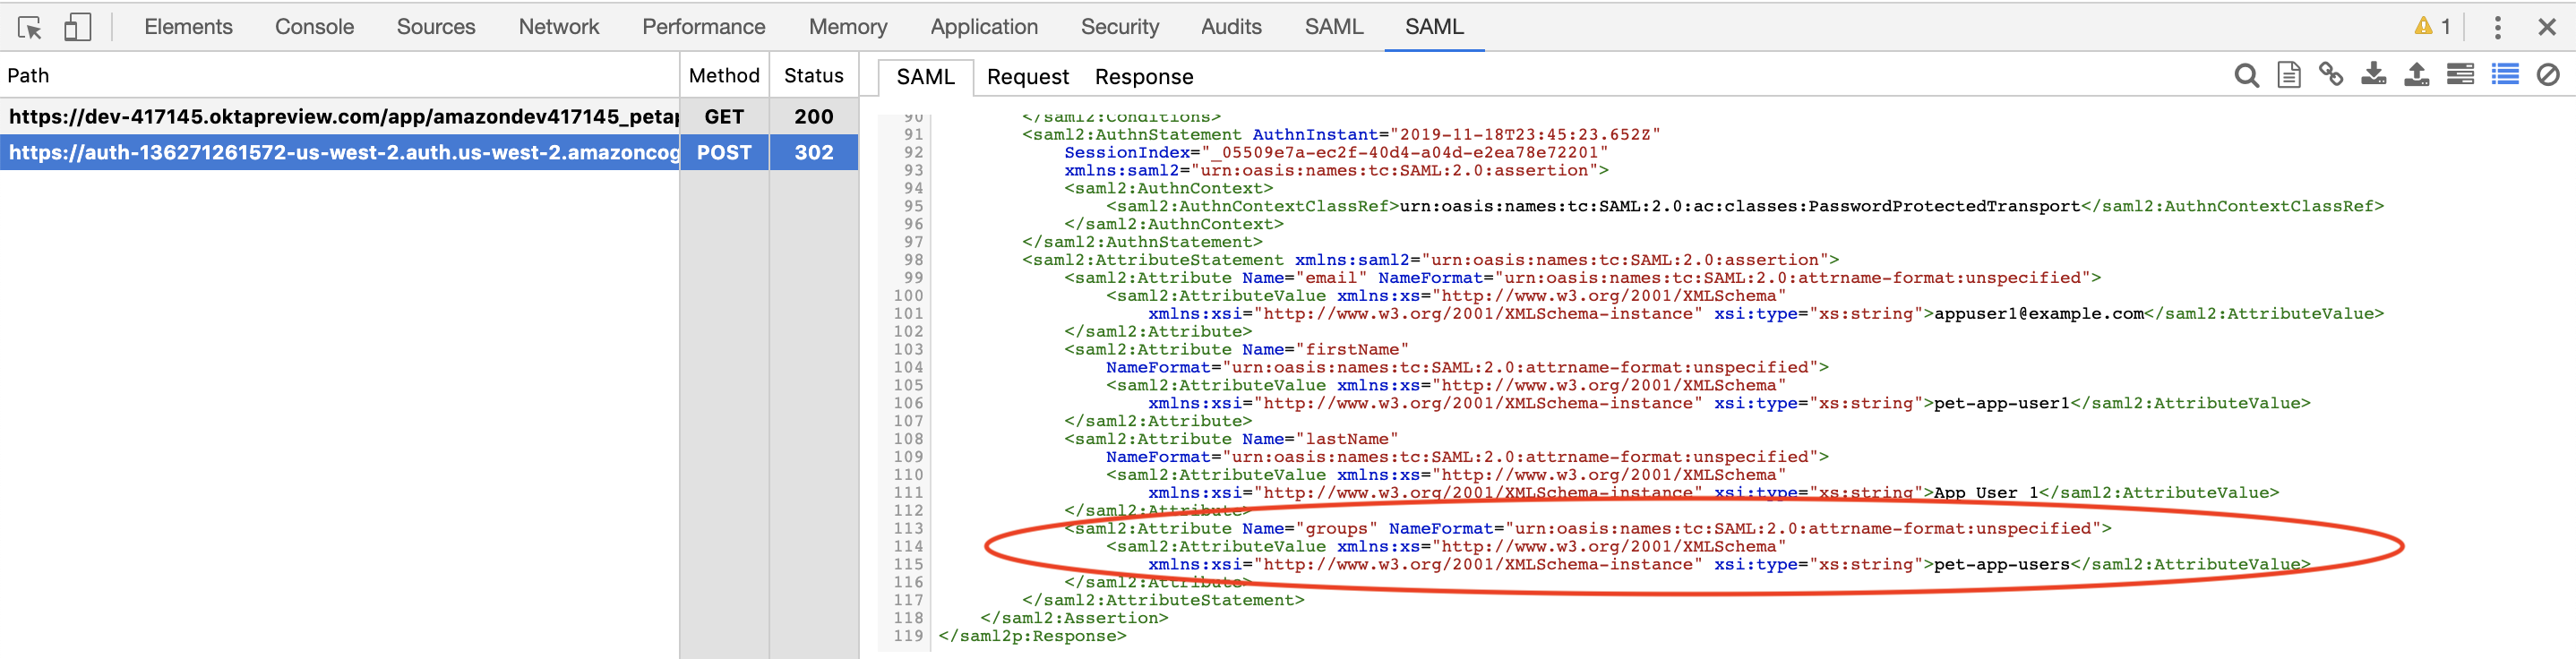 Elements Console Sources Network Performance Memory Application Security Audits SAML SAML 1
Path Method Status
https://dev-417145.oktapreview.com/app/amazondev417145_petap GET 200
https://auth-136271261572-us-west-2.auth.us-west-2.amazoncog POST 302
SAML Request Response
90 </saml2:Conditions>
91 <saml2:AuthnStatement AuthnInstant="2019-11-18T23:45:23.652Z"
92 SessionIndex="_05509e7a-ec2f-40d4-a04d-e2ea78e72201"
93 xmlns:saml2="urn:oasis:names:tc:SAML:2.0:assertion">
94 <saml2:AuthnContext>
95 <saml2:AuthnContextClassRef>urn:oasis:names:tc:SAML:2.0:ac:classes:PasswordProtectedTransport</saml2:AuthnContextClassRef>
96 </saml2:AuthnContext>
97 </saml2:AuthnStatement>
98 <saml2:AttributeStatement xmlns:saml2="urn:oasis:names:tc:SAML:2.0:assertion">
99 <saml2:Attribute Name="email" NameFormat="urn:oasis:names:tc:SAML:2.0:attrname-format:unspecified">
100 <saml2:AttributeValue xmlns:xs="http://www.w3.org/2001/XMLSchema"
101 xmlns:xsi="http://www.w3.org/2001/XMLSchema-instance" xsi:type="xs:string">appuser1@example.com</saml2:AttributeValue>
102 </saml2:Attribute>
103 <saml2:Attribute Name="firstName"
104 NameFormat="urn:oasis:names:tc:SAML:2.0:attrname-format:unspecified">
105 <saml2:AttributeValue xmlns:xs="http://www.w3.org/2001/XMLSchema"
106 xmlns:xsi="http://www.w3.org/2001/XMLSchema-instance" xsi:type="xs:string">pet-app-user1</saml2:AttributeValue>
107 </saml2:Attribute>
108 <saml2:Attribute Name="lastName"
109 NameFormat="urn:oasis:names:tc:SAML:2.0:attrname-format:unspecified">
110 <saml2:AttributeValue xmlns:xs="http://www.w3.org/2001/XMLSchema"
111 xmlns:xsi="http://www.w3.org/2001/XMLSchema-instance" xsi:type="xs:string">App User 1</saml2:AttributeValue>
112 </saml2:Attribute>
113 <saml2:Attribute Name="groups" NameFormat="urn:oasis:names:tc:SAML:2.0:attrname-format:unspecified">
114 <saml2:AttributeValue xmlns:xs="http://www.w3.org/2001/XMLSchema"
115 xmlns:xsi="http://www.w3.org/2001/XMLSchema-instance" xsi:type="xs:string">pet-app-users</saml2:AttributeValue>
116 </saml2:Attribute>
117 </saml2:AttributeStatement>
118 </saml2:Assertion>
119 </saml2p:Response>